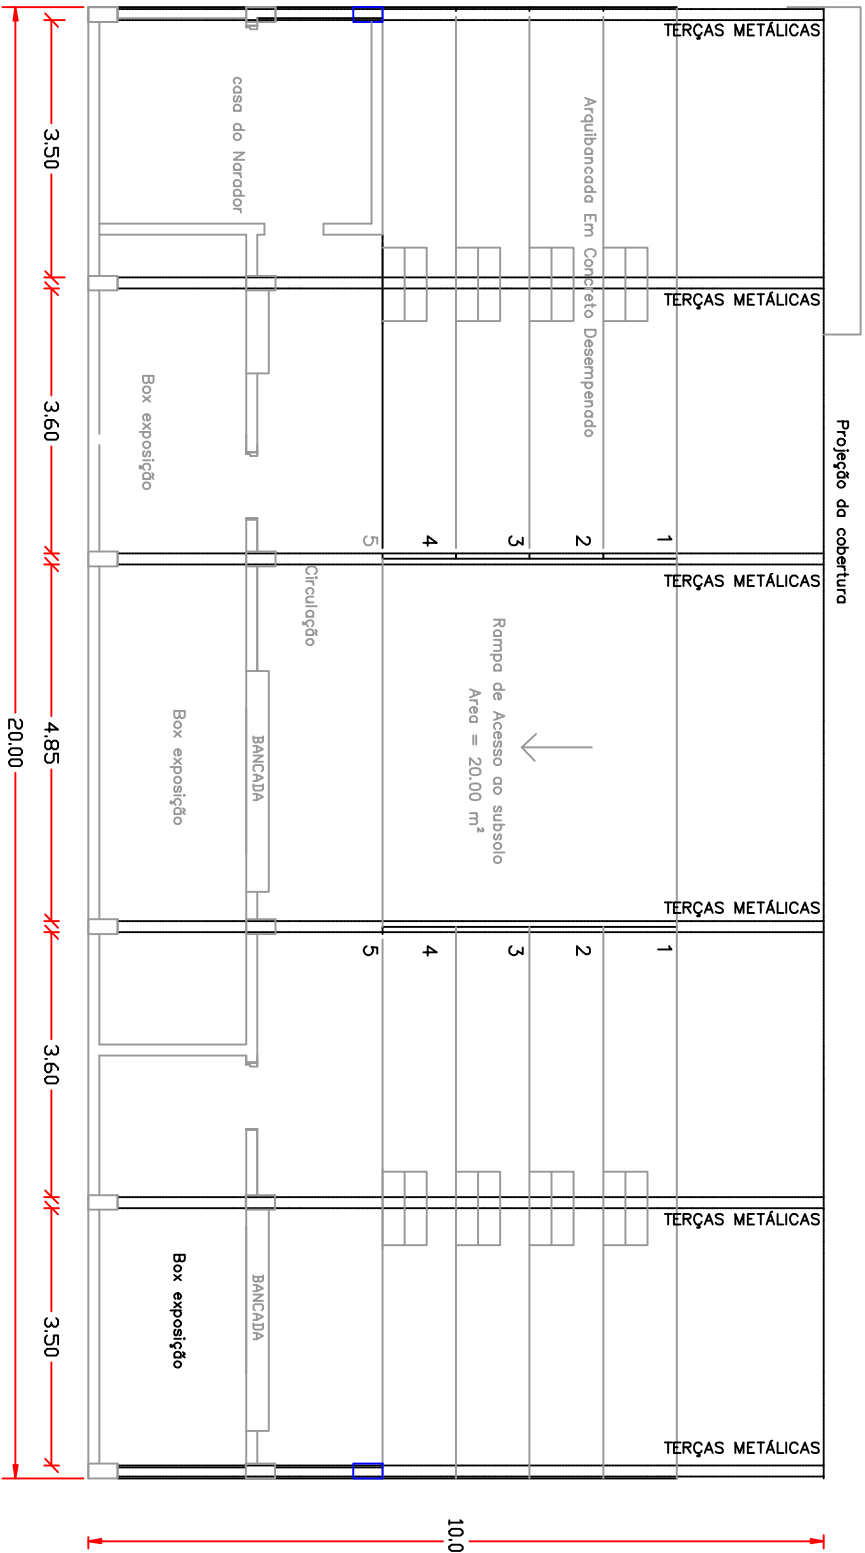 TERÇAS METÁLICAS
casa do Narador
Arquibancada Em Concreto Desempenado
3.50
TERÇAS METÁLICAS
Box exposição
3.60
Projeção da cobertura
5
4
3
2
1
TERÇAS METÁLICAS
Circulação
Rampa de Acesso ao subsolo
Area = 20.00 m²
BANCADA
Box exposição
4.85
20.00
TERÇAS METÁLICAS
5
4
3
2
1
3.60
TERÇAS METÁLICAS
BANCADA
Box exposição
3.50
TERÇAS METÁLICAS
10.0